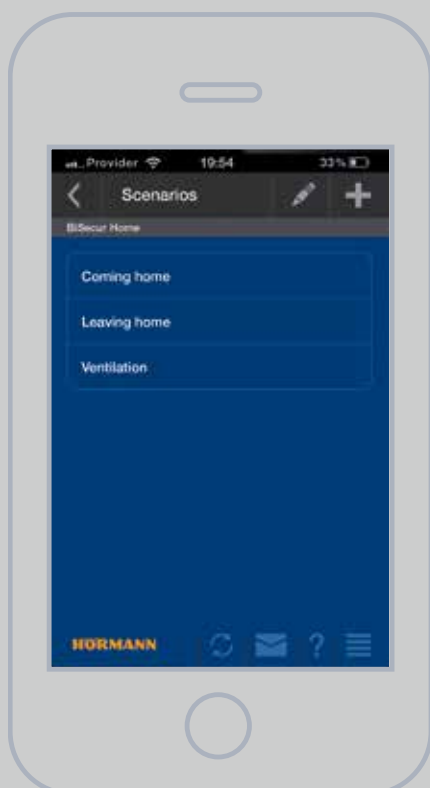 Provider 19:54 33%
Scenarios
BiSecur Home
Coming home
Leaving home
Ventilation
HÖRMANN ?